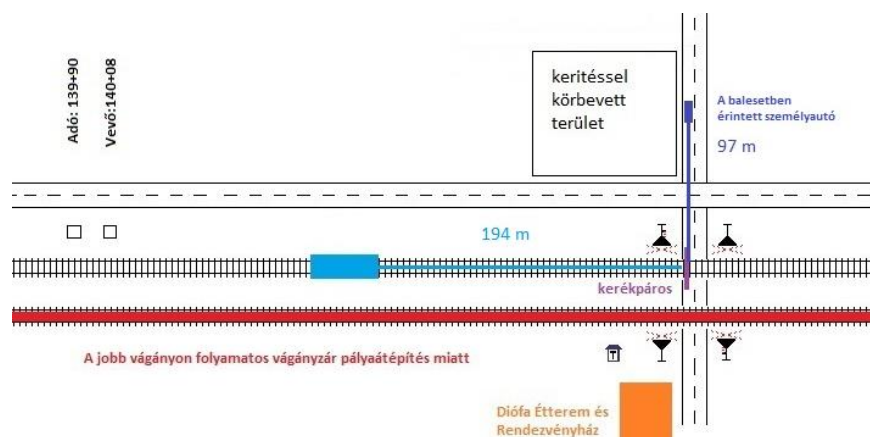 Adó: 139+90
Vevő:140+08
keritéssel
körbevett
terület
A balesetben
érintett személyautó
97 m
194 m
kerékpáros
A jobb vágányon folyamatos vágányzár pályaátépítés miatt
Diófa Étterem és
Rendezvényház